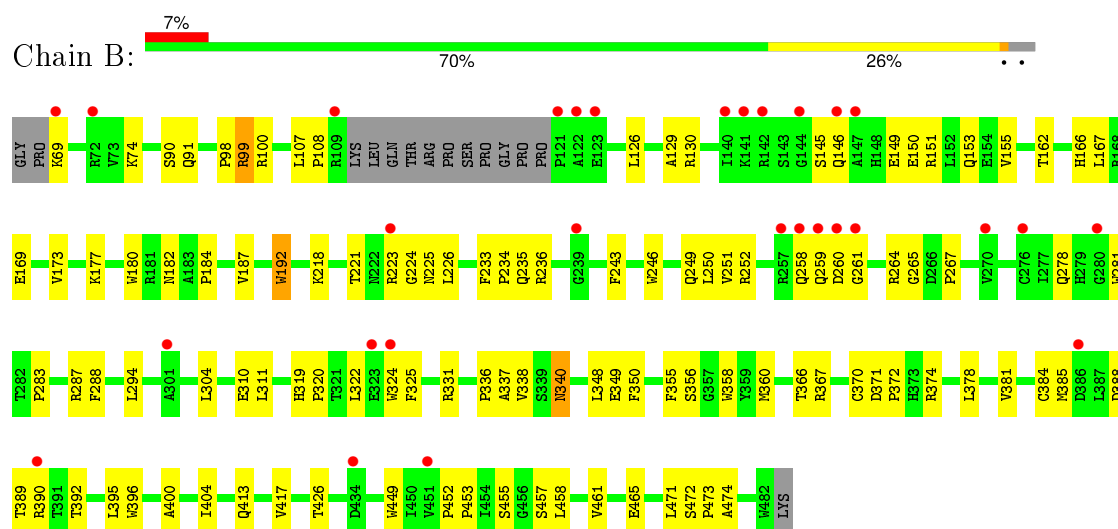 7%
Chain B:
70% 26%
GLY PRO K69 R72 V73 K74 S90 Q91 P98 R99 R100 L107 P108 R109 LYS LEU GLN THR ARG PRO SER PRO GLY PRO PRO P121 A122 E123 L126 A129 R130 I140 K141 R142 S143 G144 S145 Q146 A147 H148 E149 E150 R151 L152 Q153 E154 V155 T162 H166 L167 R168
E169 V173 K177 W180 R181 N182 A183 P184 V187 W192 K218 T221 N222 R223 G224 N225 L226 F233 P234 Q235 R236 G239 F243 W246 Q249 L250 V251 R252 R257 Q258 Q259 D260 G261 R264 G265 D266 P267 V270 C276 I277 Q278 H279 G280 W281
T282 P283 R287 F288 L294 A301 L304 E310 L311 H319 P320 T321 L322 E323 W324 F325 R331 P336 A337 V338 S339 N340 L348 E349 F350 F355 S356 G357 W358 Y359 M360 T366 R367 C370 D371 P372 H373 R374 L378 V381 C384 M385 D386 L387 D388
T389 R390 T391 T392 L395 W396 A400 I404 Q413 V417 T426 D434 W449 I450 V451 P452 P453 I454 S455 G456 S457 L458 V461 E465 L471 S472 P473 A474 W482 LYS